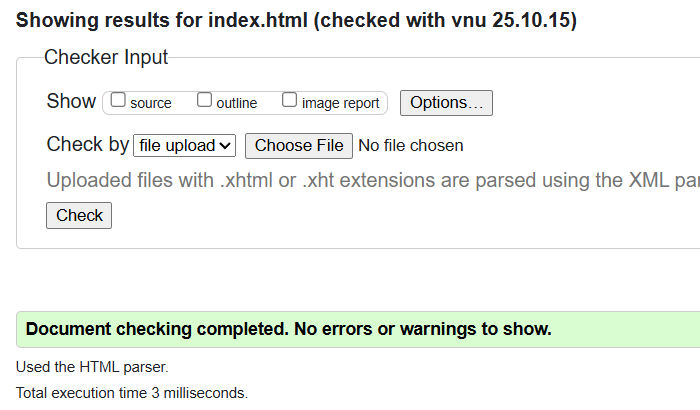 Showing results for index.html (checked with vnu 25.10.15)
Checker Input
Show source outline image report Options…
Check by file upload Choose File No file chosen
Uploaded files with .xhtml or .xht extensions are parsed using the XML
Check
Document checking completed. No errors or warnings to show.
Used the HTML parser.
Total execution time 3 milliseconds.